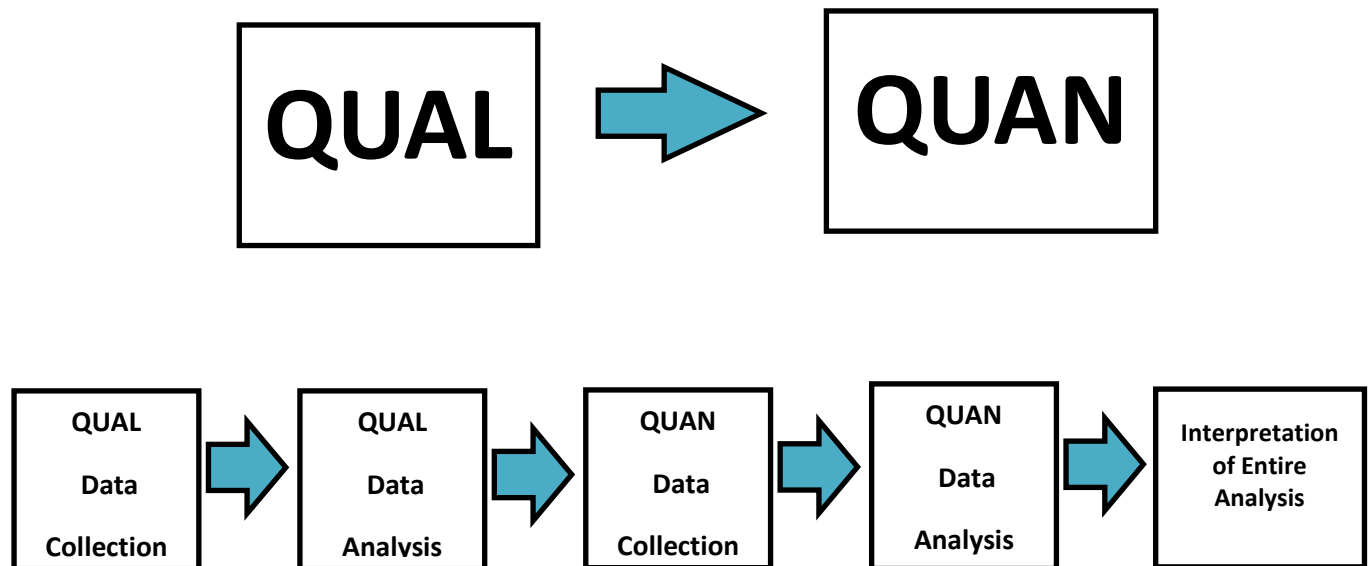 QUAL
QUAN
QUAL
Data
Collection
QUAL
Data
Analysis
QUAN
Data
Collection
QUAN
Data
Analysis
Interpretation
of Entire
Analysis